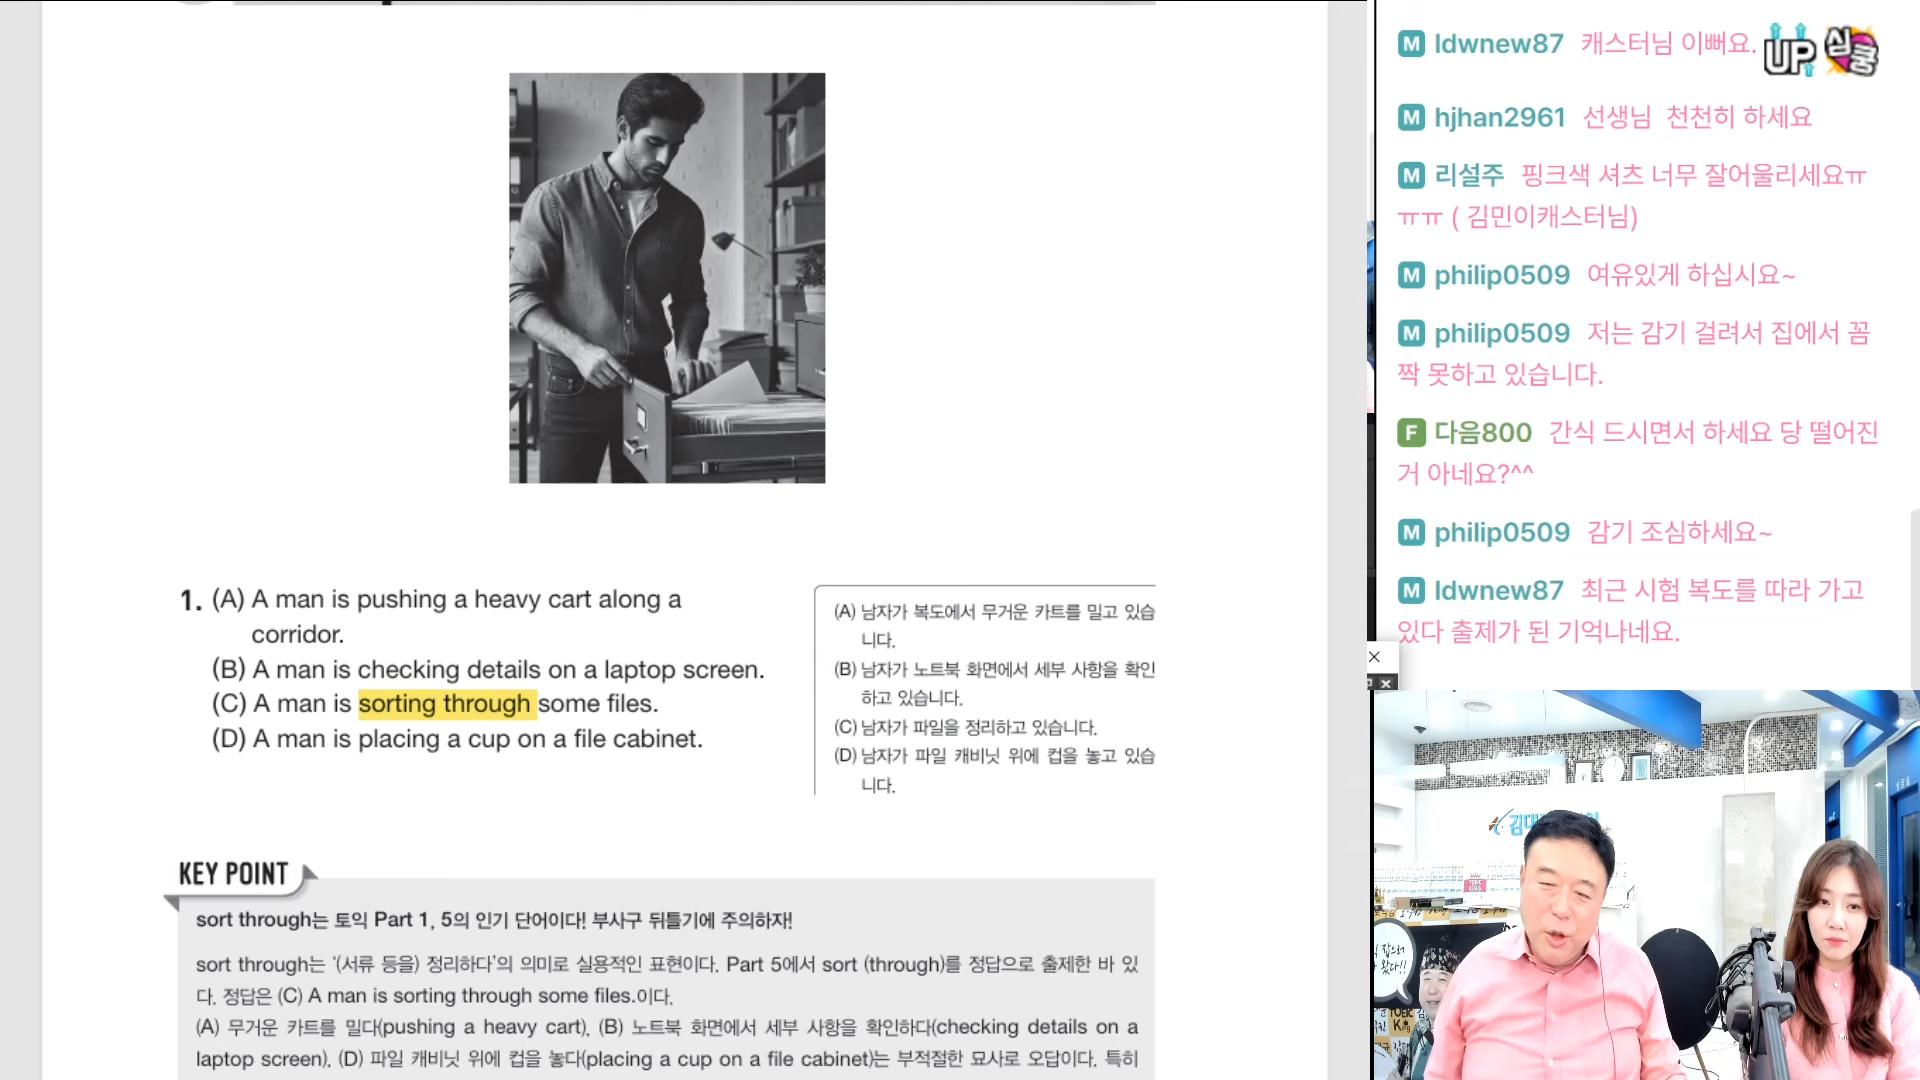 1. (A) A man is pushing a heavy cart along a
corridor.
(B) A man is checking details on a laptop screen.
(C) A man is sorting through some files.
(D) A man is placing a cup on a file cabinet.
(A) 남자가 복도에서 무거운 카트를 밀고 있습
니다.
(B) 남자가 노트북 화면에서 세부 사항을 확인
하고 있습니다.
(C) 남자가 파일을 정리하고 있습니다.
(D) 남자가 파일 캐비닛 위에 컵을 놓고 있습
니다.
KEY POINT
sort through는 토익 Part 1, 5의 인기 단어이다! 부사구 뒤틀기에 주의하자!
sort through는 '(서류 등을) 정리하다'의 의미로 실용적인 표현이다. Part 5에서 sort (through)를 정답으로 출제한 바 있
다. 정답은 (C) A man is sorting through some files.이다.
(A) 무거운 카트를 밀다(pushing a heavy cart), (B) 노트북 화면에서 세부 사항을 확인하다(checking details on a
laptop screen), (D) 파일 캐비닛 위에 컵을 놓다(placing a cup on a file cabinet)는 부적절한 묘사로 오답이다. 특히
M ldwnew87 캐스터님 이뻐요. UP 심쿵
M hjhan2961 선생님 천천히 하세요
M 리설주 핑크색 셔츠 너무 잘어울리세요ㅠ
ㅠㅠ ( 김민이캐스터님)
M philip0509 여유있게 하십시요~
M philip0509 저는 감기 걸려서 집에서 꼼
짝 못하고 있습니다.
F 다음800 간식 드시면서 하세요 당 떨어진
거 아네요?^^
M philip0509 감기 조심하세요~
M ldwnew87 최근 시험 복도를 따라 가고
있다 출제가 된 기억나네요.
김대
TOEIC
King